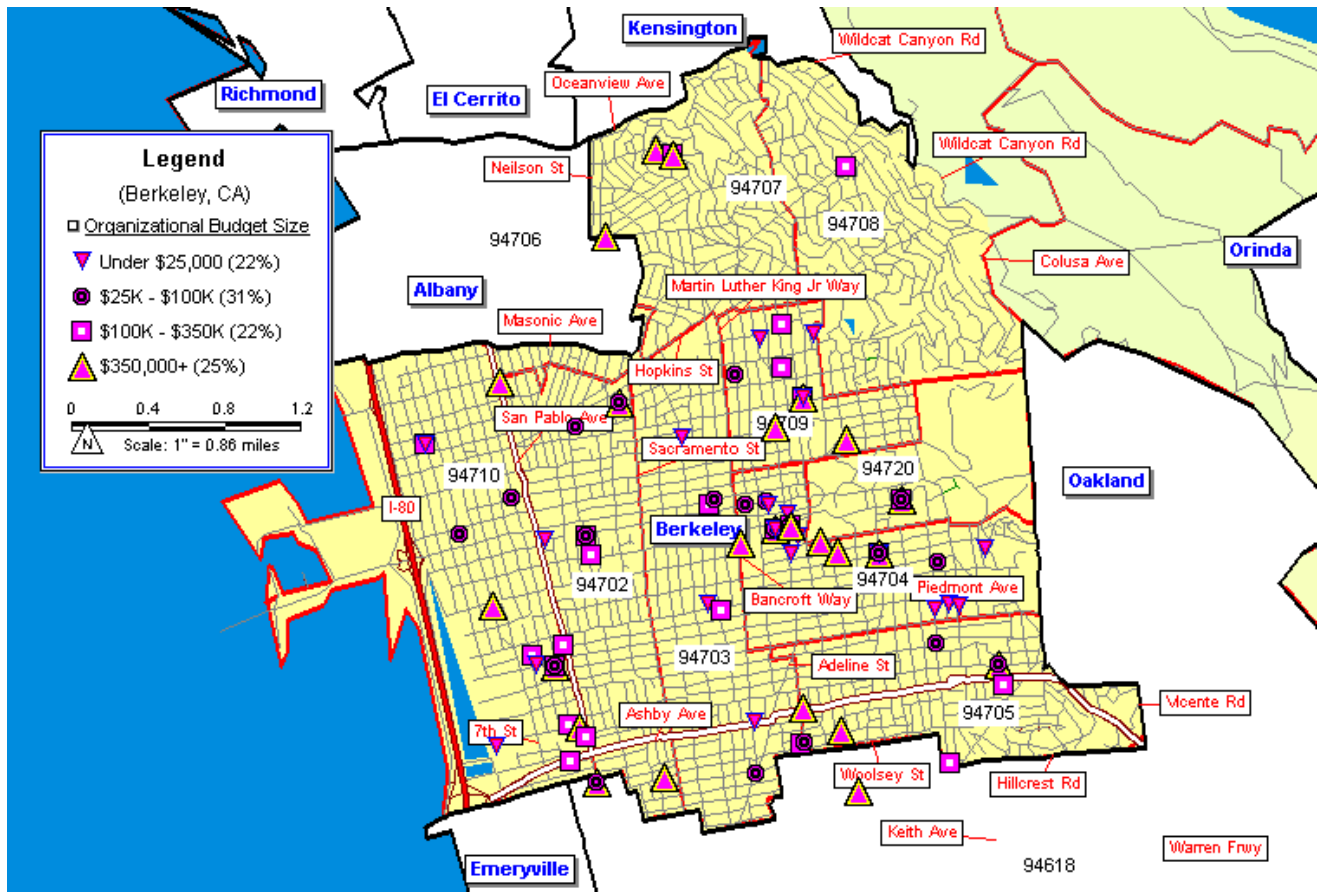 Kensington
Wildcat Canyon Rd
Oceanview Ave
Richmond
El Cerrito
Legend
(Berkeley, CA)
Organizational Budget Size
Under $25,000 (22%)
$25K - $100K (31%)
$100K - $350K (22%)
$350,000+ (25%)
0 0.4 0.8 1.2
N
Scale: 1" = 0.86 miles
Wildcat Canyon Rd
Neilson St
94707
94708
94706
Orinda
Colusa Ave
Albany
Martin Luther King Jr Way
Masonic Ave
Hopkins St
San Pablo Ave
94709
Sacramento St
94720
94710
Oakland
I-80
Berkeley
94702
94704
Piedmont Ave
Bancroft Way
94703
Adeline St
Vicente Rd
94705
7th St
Ashby Ave
Woolsey St
Hillcrest Rd
Keith Ave
Warren Frwy
94618
Emeryville